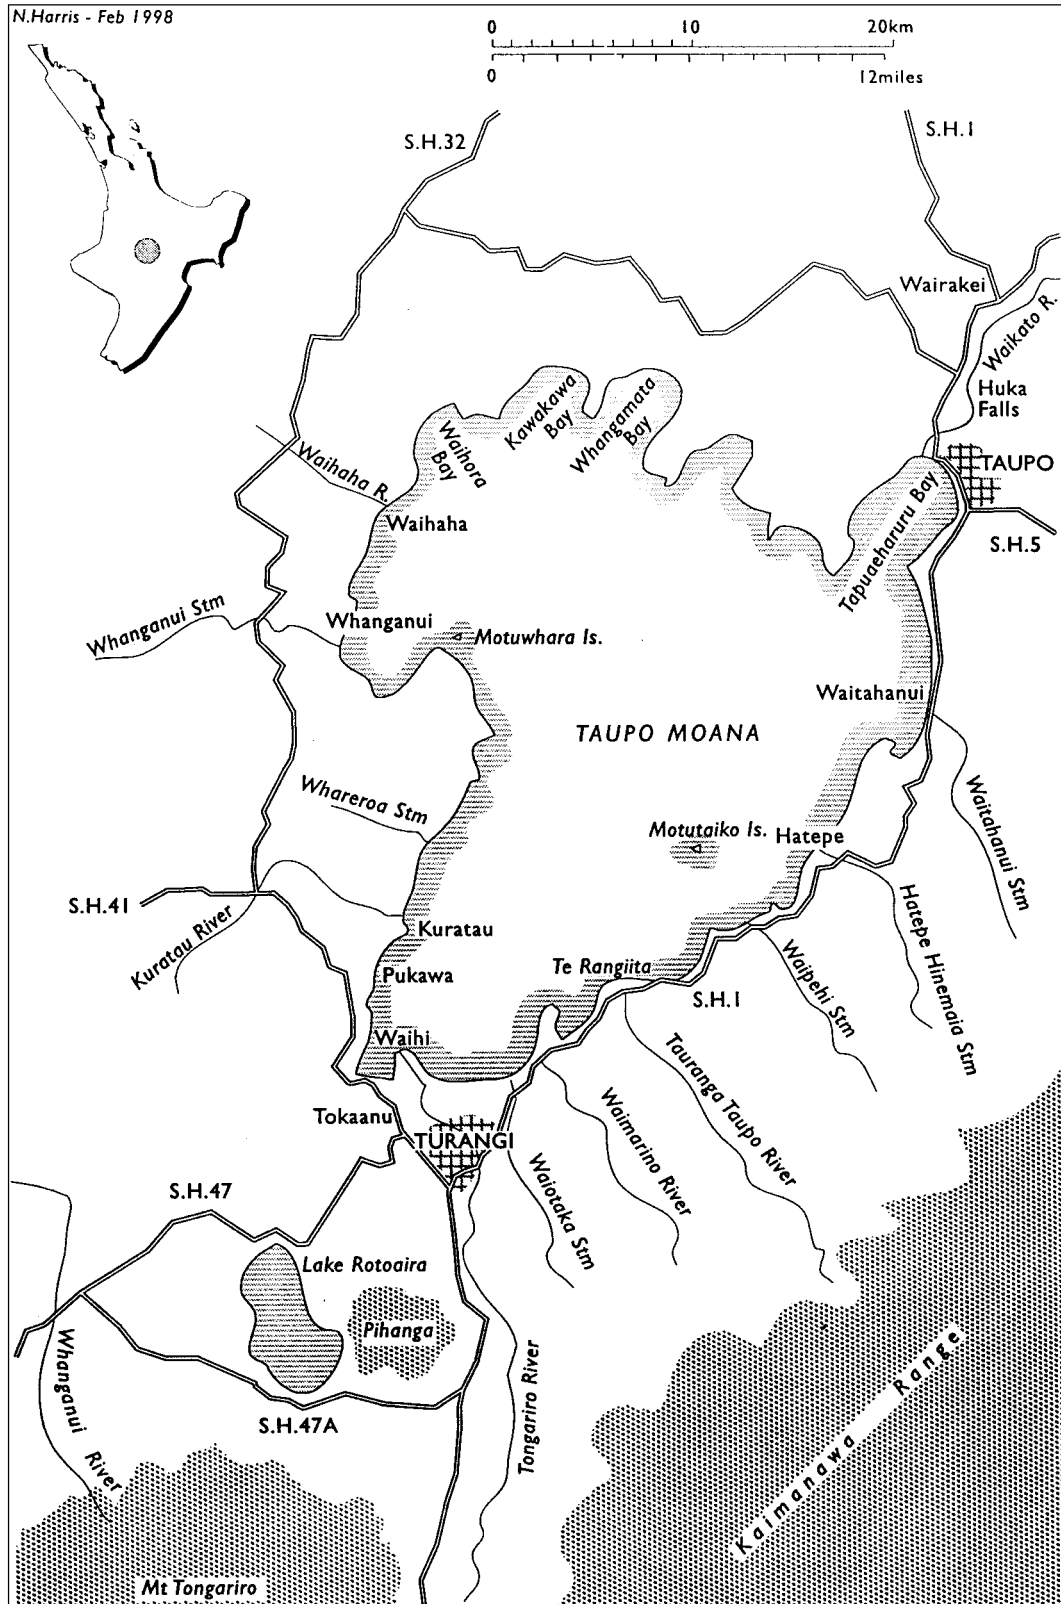 N.Harris - Feb 1998
0 10 20km
0 12miles
S.H.32
S.H.1
Wairakei
Waikato R.
Huka
Falls
Kawakawa
Bay
Whangamata
Bay
Waihora
Bay
TAUPO
Waihaha R.
Tapuaeharuru Bay
Waihaha
S.H.5
Whanganui Stm
Whanganui
Motuwhara Is.
Waitahanui
TAUPO MOANA
Whareroa Stm
Waitahanui Stm
Motutaiko Is.
Hatepe
S.H.41
Kuratau River
Kuratau
Hatepe Hinemaia Stm
Pukawa
Te Rangiita
Waipehi Stm
S.H.1
Waihi
Tauranga Taupo River
Tokaanu
TURANGI
Waimarino River
Waiotaka Stm
S.H.47
Lake Rotoaira
Pihanga
Whanganui River
S.H.47A
Tongariro River
Kaimanawa Range
Mt Tongariro